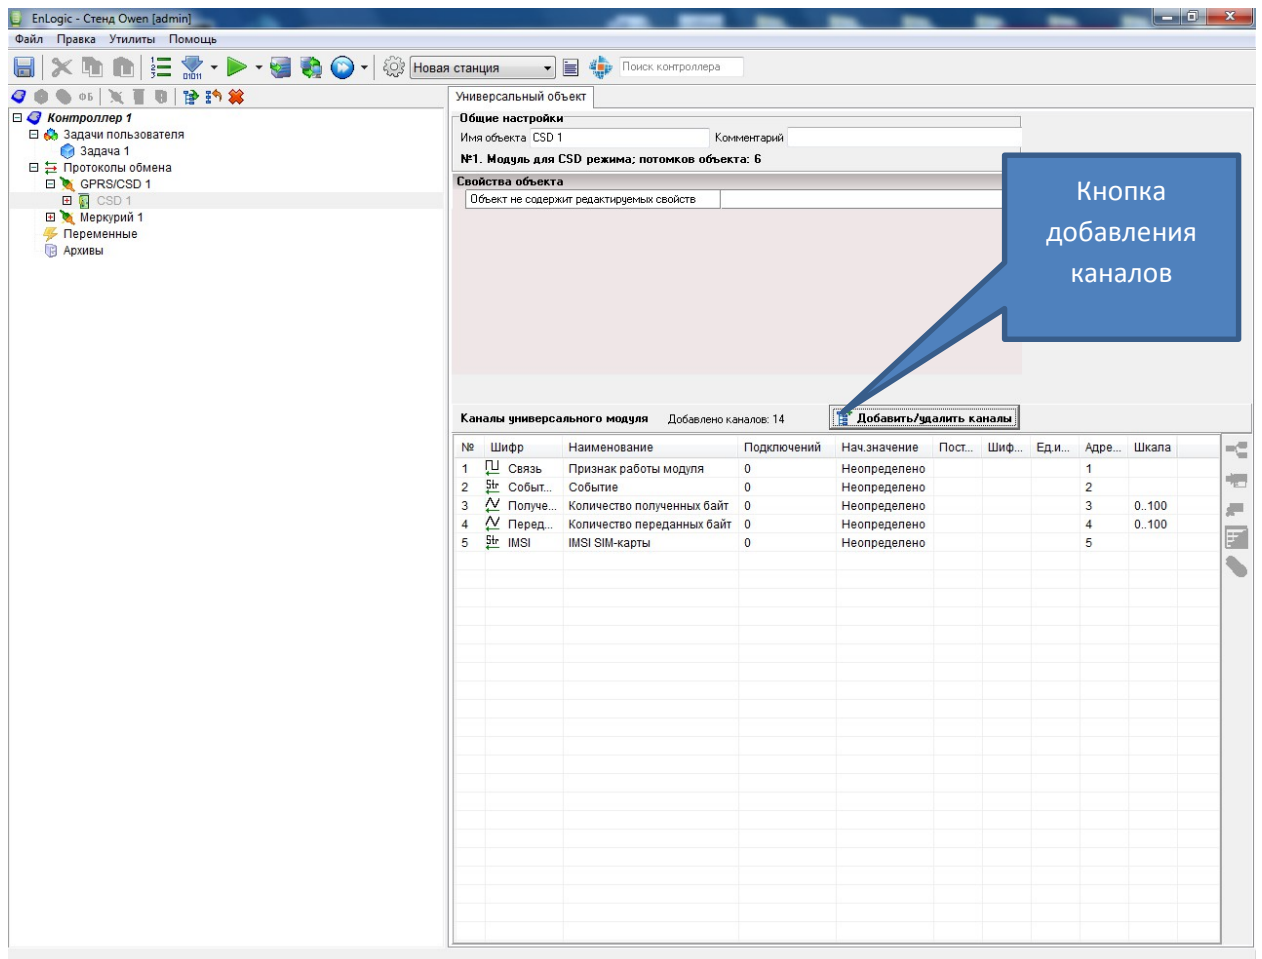 EnLogic - Стенд Owen [admin]
Файл Правка Утилиты Помощь
Новая станция
Поиск контроллера
Контроллер 1
Задачи пользователя
Задача 1
Протоколы обмена
GPRS/CSD 1
CSD 1
Меркурий 1
Переменные
Архивы
Универсальный объект
Общие настройки
Имя объекта CSD 1 Комментарий
№1. Модуль для CSD режима; потомков объекта: 6
Свойства объекта
Объект не содержит редактируемых свойств
Кнопка
добавления
каналов
Каналы универсального модуля Добавлено каналов: 14 Добавить/удалить каналы
№ Шифр Наименование Подключений Нач.значение Пост... Шиф... Ед.и... Адре... Шкала
1 Связь Признак работы модуля 0 Неопределено 1
2 Str Событ... Событие 0 Неопределено 2
3 Получе... Количество полученных байт 0 Неопределено 3 0..100
4 Перед... Количество переданных байт 0 Неопределено 4 0..100
5 Str IMSI IMSI SIM-карты 0 Неопределено 5